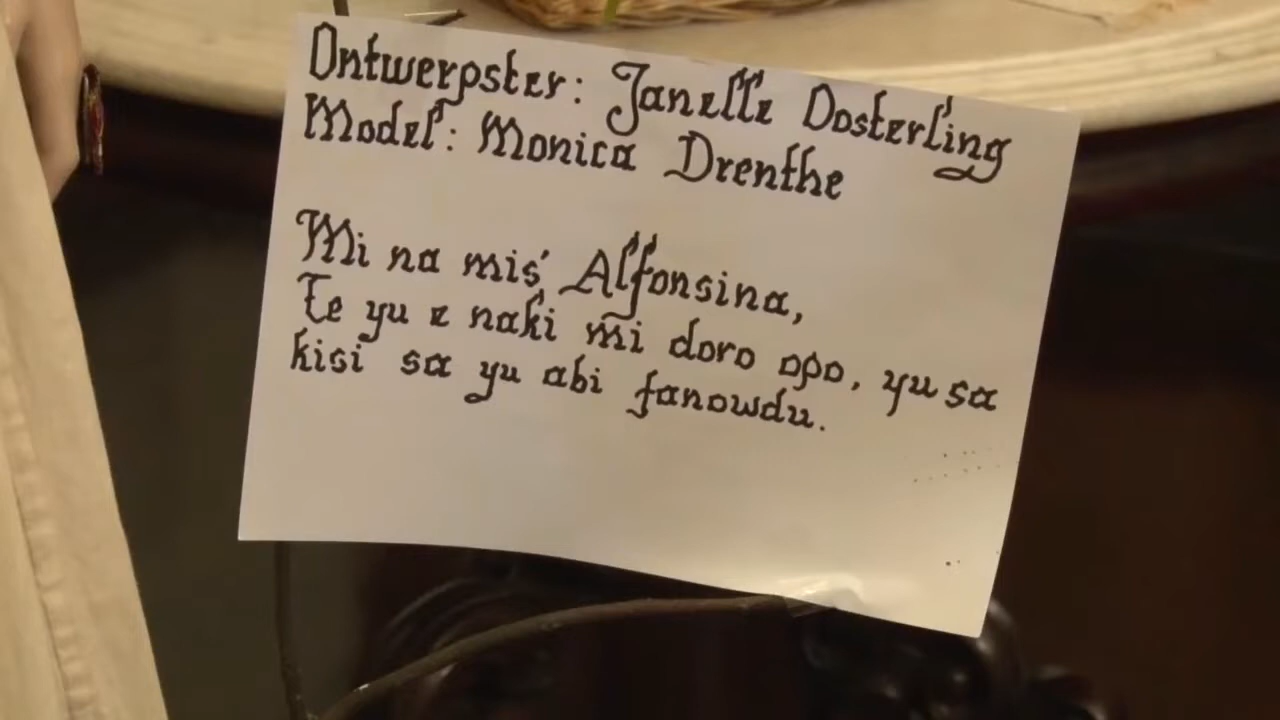 Ontwerpster: Janelle Oosterling
Model: Monica Drenthe
Mi na mis' Alfonsina,
Te yu e naki mi doro opo, yu sa
kisi sa yu abi fanowdu.